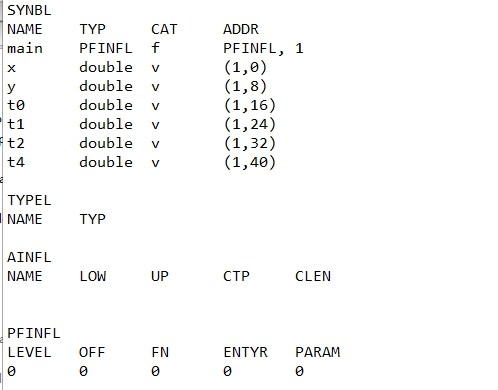 SYNBL
NAME TYP CAT ADDR
main PFINFL f PFINFL, 1
x double v (1,0)
y double v (1,8)
t0 double v (1,16)
t1 double v (1,24)
t2 double v (1,32)
t4 double v (1,40)
TYPEL
NAME TYP
AINFL
NAME LOW UP CTP CLEN
PFINFL
LEVEL OFF FN ENTYR PARAM
0 0 0 0 0